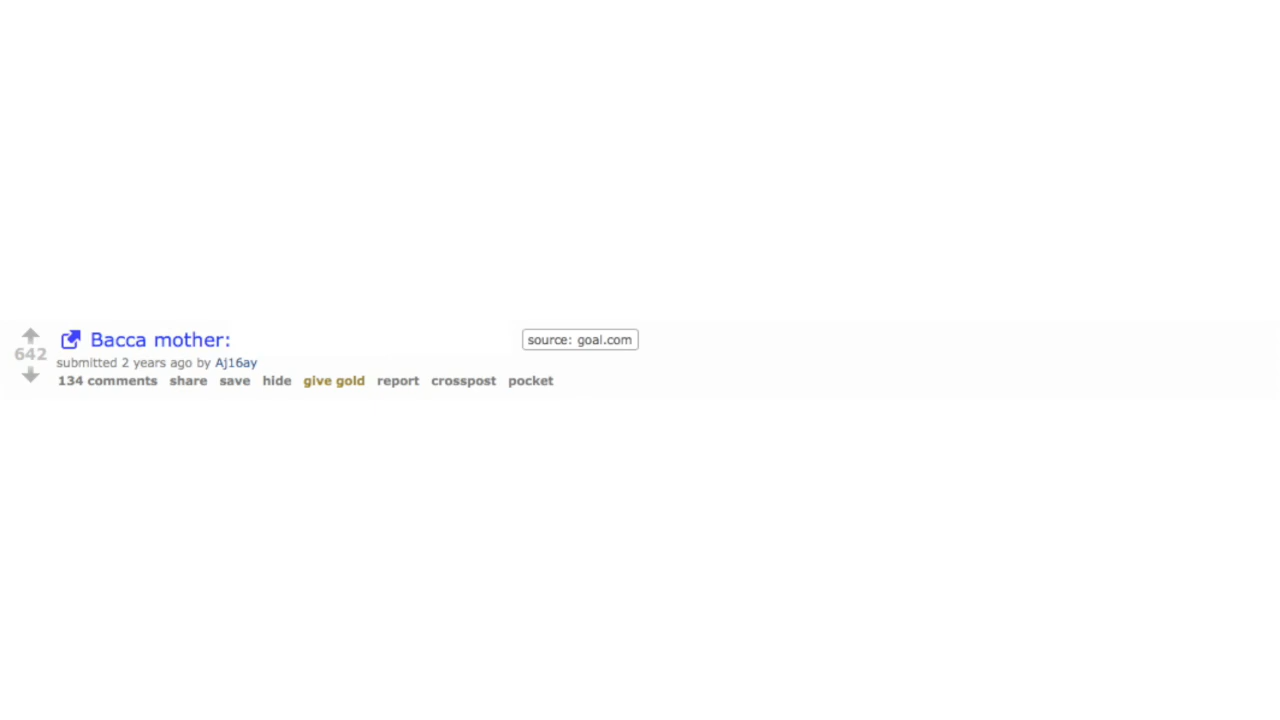 Bacca mother:
source: goal.com
642
submitted 2 years ago by Aj16ay
134 comments share save hide give gold report crosspost pocket